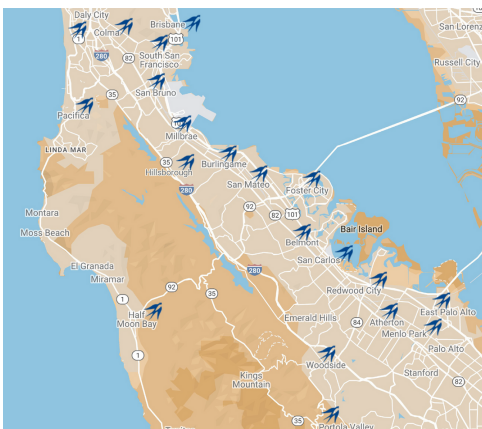 Daly City
Brisbane
Colma
San Lorenz
1
101
280
82
South San
Francisco
Russell City
35
San Bruno
92
Pacifica
Millbrae
LINDA MAR
35
Burlingame
Hillsborough
San Mateo
Foster City
280
92
82
101
Montara
Moss Beach
Belmont
Bair Island
San Carlos
El Granada
Miramar
280
92
35
1
Redwood City
Half
Moon Bay
Emerald Hills
84
Atherton
East Palo Alto
Menlo Park
1
Woodside
Palo Alto
Kings
Mountain
Stanford
82
35
Portola Valley